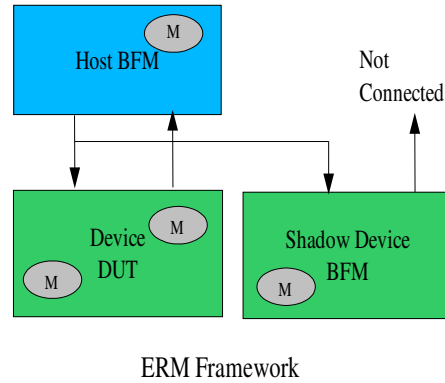 M
Host BFM
Not
Connected
Device
DUT
M
M
Shadow Device
BFM
M
ERM Framework